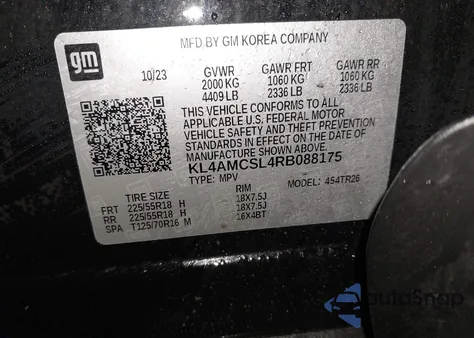 gm
MFD BY GM KOREA COMPANY
10/23 GVWR GAWR FRT GAWR RR
2000 KG 1060 KG 1060 KG
4409 LB 2336 LB 2336 LB
THIS VEHICLE CONFORMS TO ALL
APPLICABLE U.S. FEDERAL MOTOR
VEHICLE SAFETY AND THEFT PREVENTION
STANDARDS IN EFFECT ON THE DATE OF
MANUFACTURE SHOWN ABOVE.
KL4AMCSL4RB088175
TYPE: MPV MODEL: 4S4TR26
TIRE SIZE RIM
FRT 225/55R18 H 18X7.5J
RR 225/55R18 H 18X7.5J
SPA T125/70R16 M 16X4BT
autoSnap